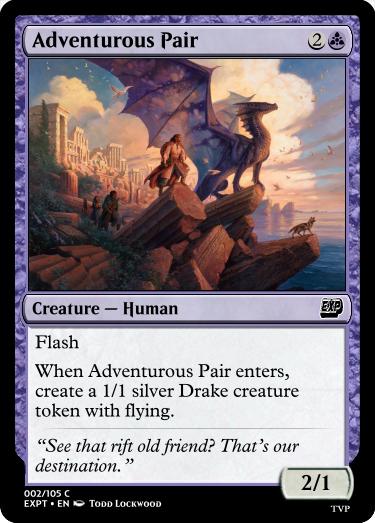 Adventurous Pair 2
Creature — Human EXP
Flash
When Adventurous Pair enters,
create a 1/1 silver Drake creature
token with flying.
“See that rift old friend? That’s our
destination.”
2/1
002/105 C
EXPT • EN Todd Lockwood
TVP